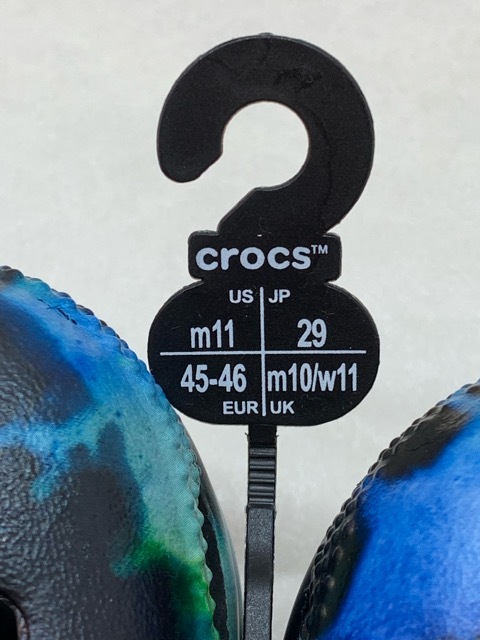 crocs™
US JP
m11 29
45-46 m10/w11
EUR UK